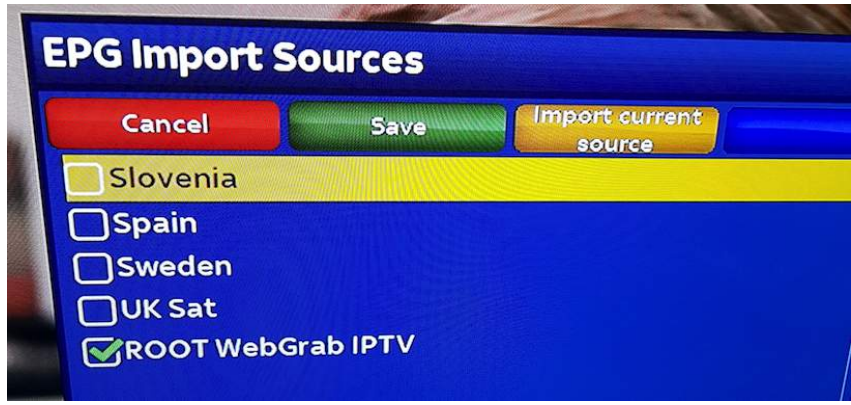 EPG Import Sources
Cancel
Save
Import current
source
Slovenia
Spain
Sweden
UK Sat
ROOT WebGrab IPTV